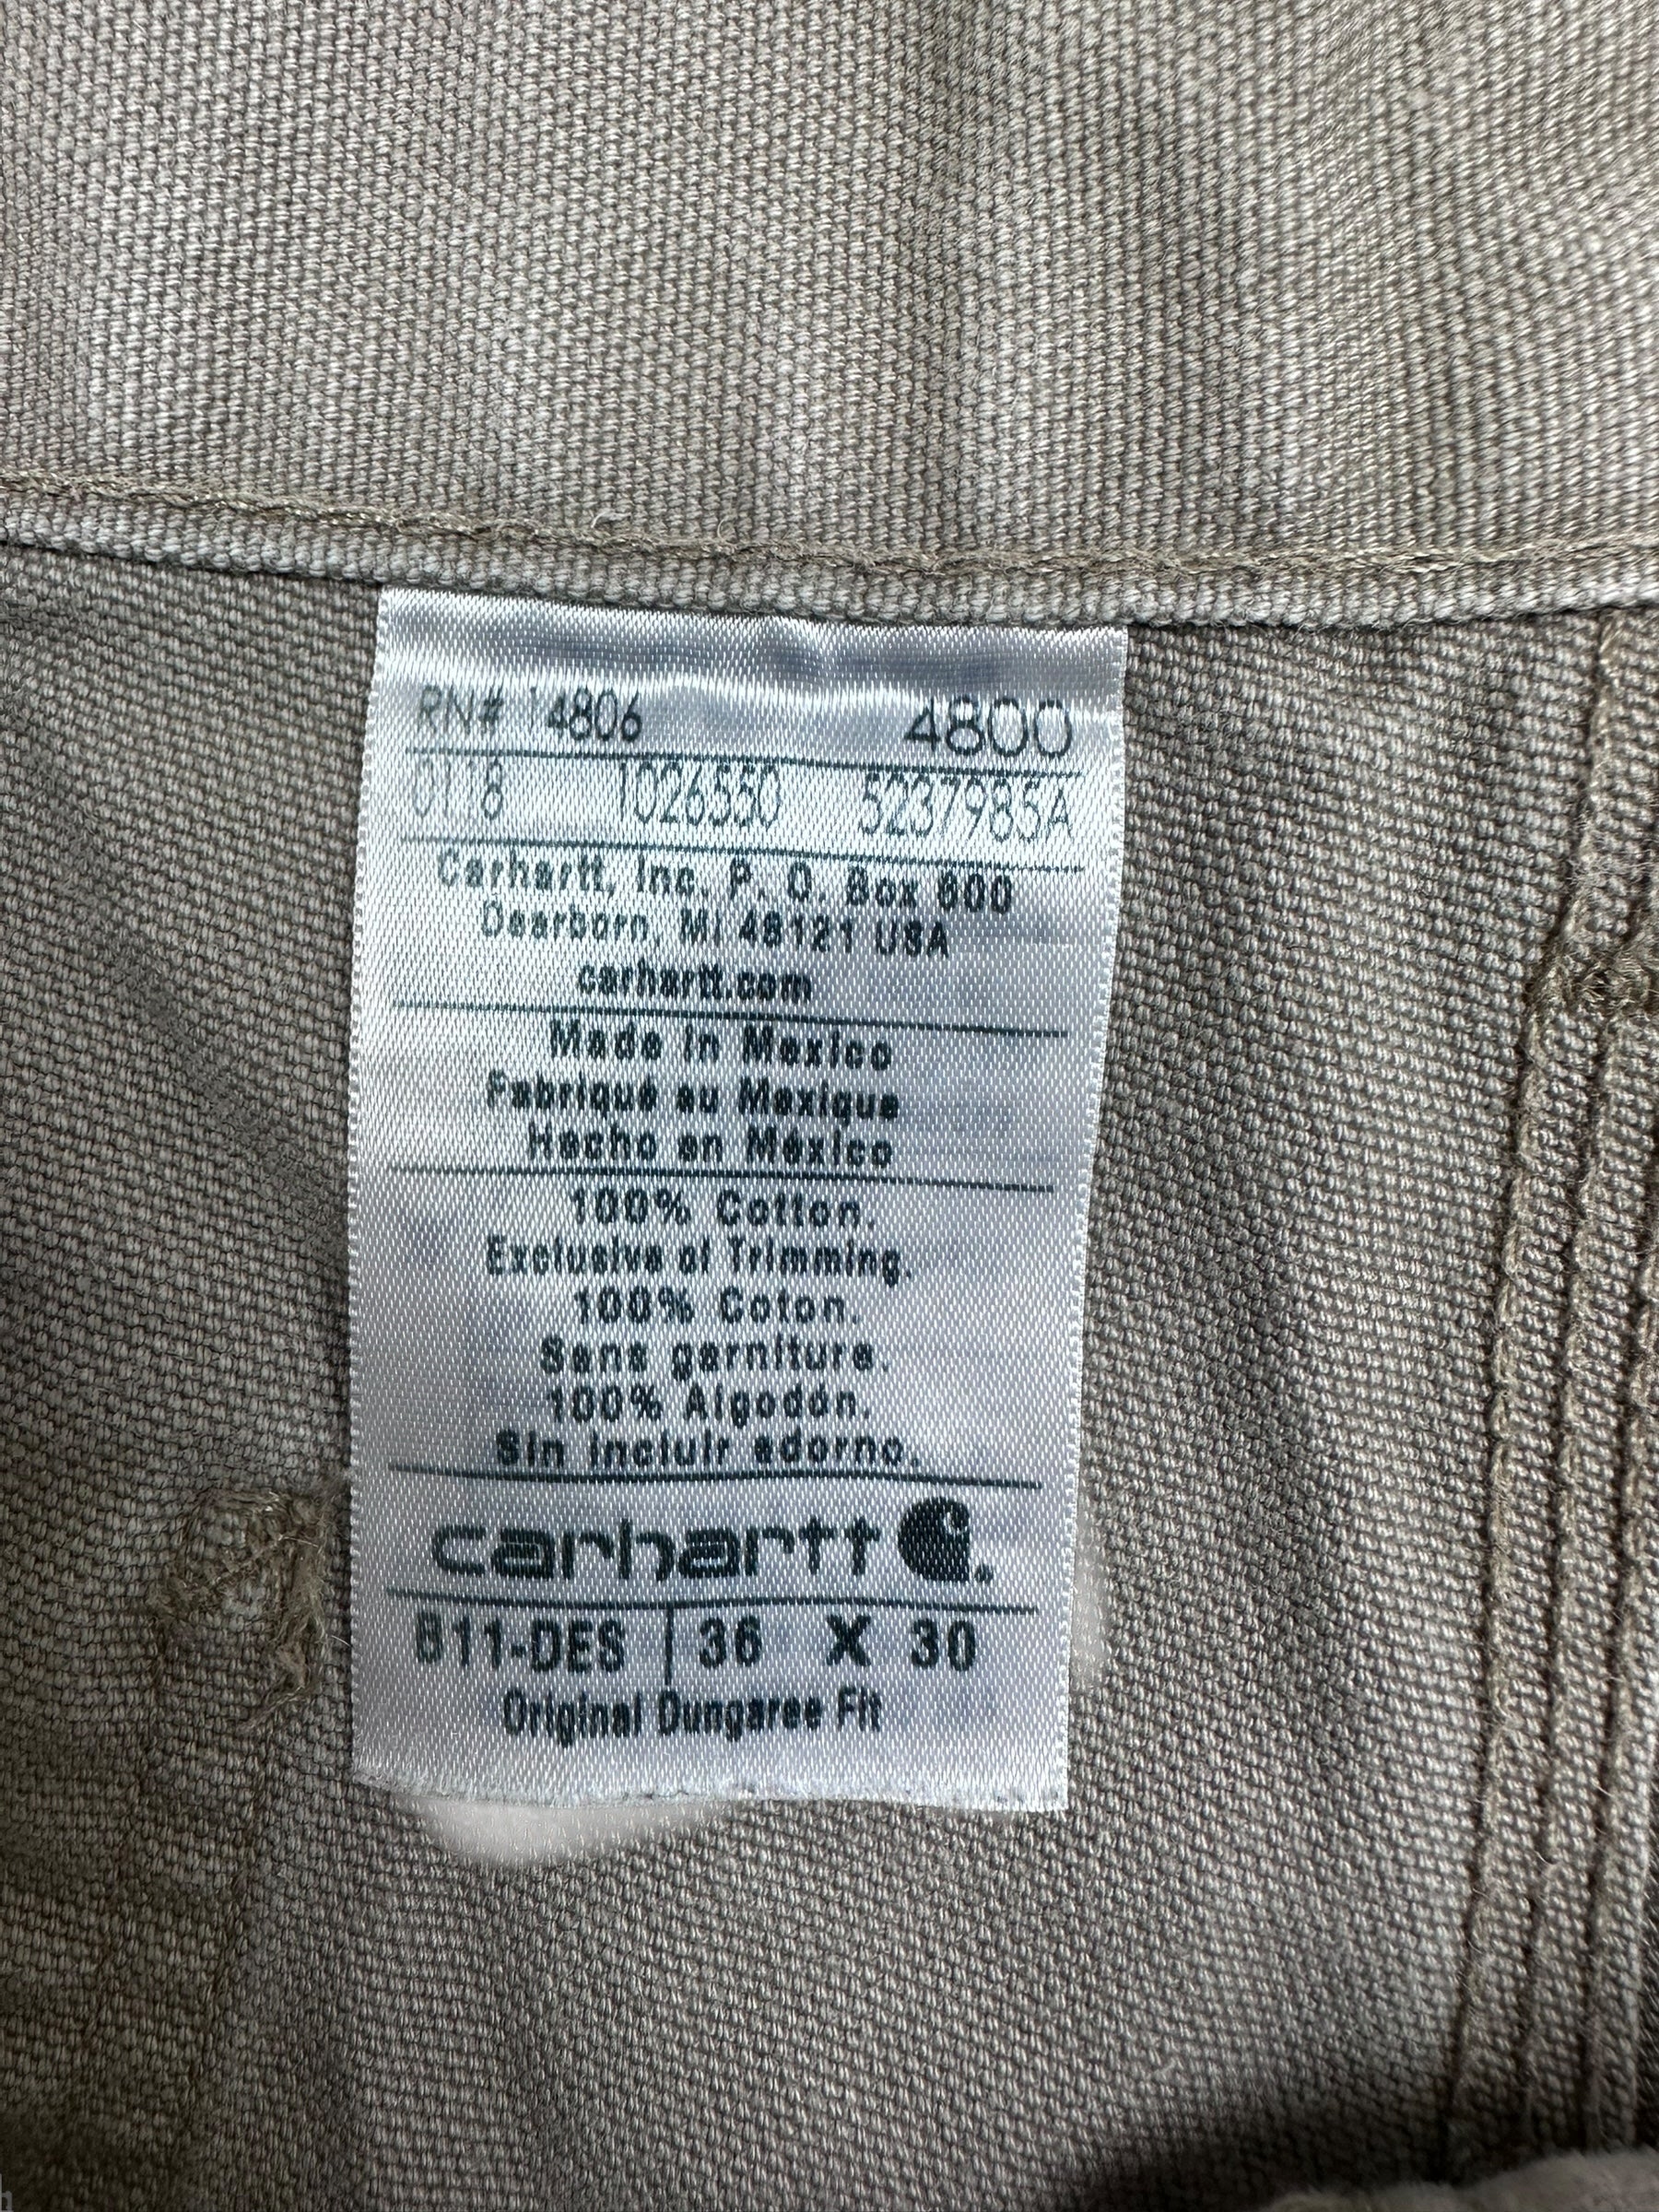 RN# 14806 4800
0118 1026550 5237985A
Carhartt, Inc. P. O. Box 600
Dearborn, MI 48121 USA
carhartt.com
Made in Mexico
Fabriqué au Mexique
Hecho en México
100% Cotton.
Exclusive of Trimming.
100% Coton.
Sans garniture.
100% Algodón.
Sin incluir adorno.
carhartt
B11-DES 36 X 30
Original Dungaree Fit